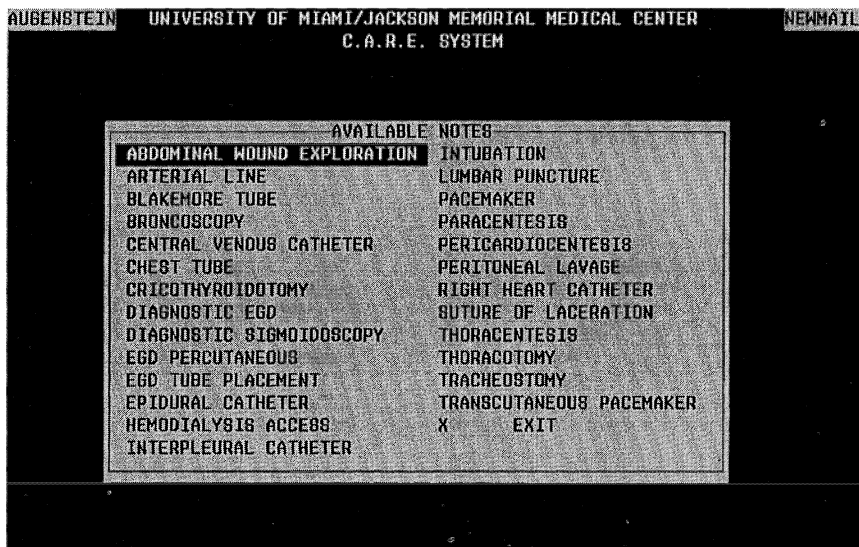 AUGENSTEIN UNIVERSITY OF MIAMI/JACKSON MEMORIAL MEDICAL CENTER NEWMAIL
C.A.R.E. SYSTEM
AVAILABLE NOTES
ABDOMINAL WOUND EXPLORATION INTUBATION
ARTERIAL LINE LUMBAR PUNCTURE
BLAKEMORE TUBE PACEMAKER
BRONCOSCOPY PARACENTESIS
CENTRAL VENOUS CATHETER PERICARDIOCENTESIS
CHEST TUBE PERITONEAL LAVAGE
CRICOTHYROIDOTOMY RIGHT HEART CATHETER
DIAGNOSTIC EGD SUTURE OF LACERATION
DIAGNOSTIC SIGMOIDOSCOPY THORACENTESIS
EGD PERCUTANEOUS THORACOTOMY
EGD TUBE PLACEMENT TRACHEOSTOMY
EPIDURAL CATHETER TRANSCUTANEOUS PACEMAKER
HEMODIALYSIS ACCESS X EXIT
INTERPLEURAL CATHETER